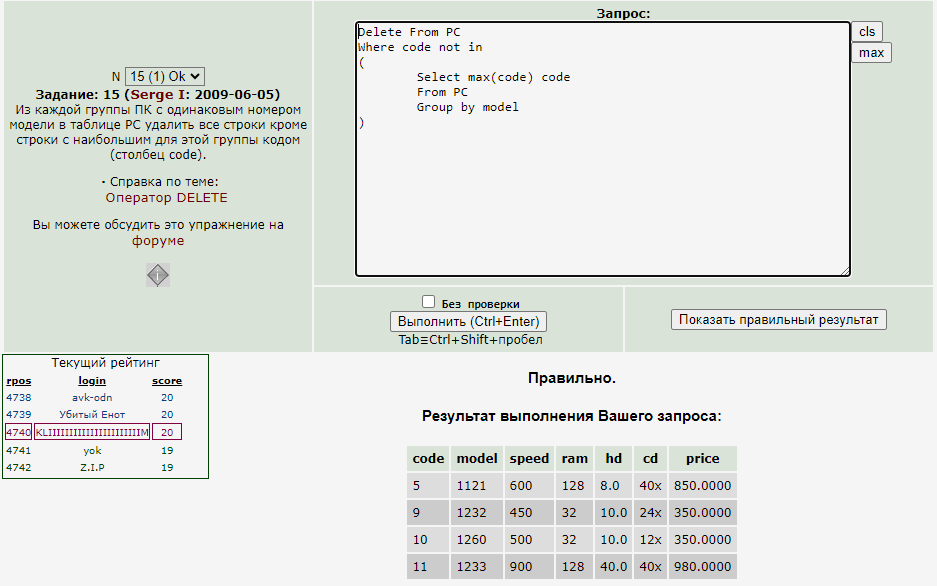 N 15 (1) Ok
Задание: 15 (Serge I: 2009-06-05)
Из каждой группы ПК с одинаковым номером
модели в таблице PC удалить все строки кроме
строки с наибольшим для этой группы кодом
(столбец code).
· Справка по теме:
Оператор DELETE
Вы можете обсудить это упражнение на
форуме
i
Запрос:
Delete From PC
Where code not in
(
Select max(code) code
From PC
Group by model
)
cls
max
Без проверки
Выполнить (Ctrl+Enter)
Tab≡Ctrl+Shift+пробел
Показать правильный результат
Текущий рейтинг
rpos login score
4738 avk-odn 20
4739 Убитый Енот 20
4740 20
4741 yok 19
4742 Z.I.P 19
Правильно.
Результат выполнения Вашего запроса:
code model speed ram hd cd price
5 1121 600 128 8.0 40x 850.0000
9 1232 450 32 10.0 24x 350.0000
10 1260 500 32 10.0 12x 350.0000
11 1233 900 128 40.0 40x 980.0000